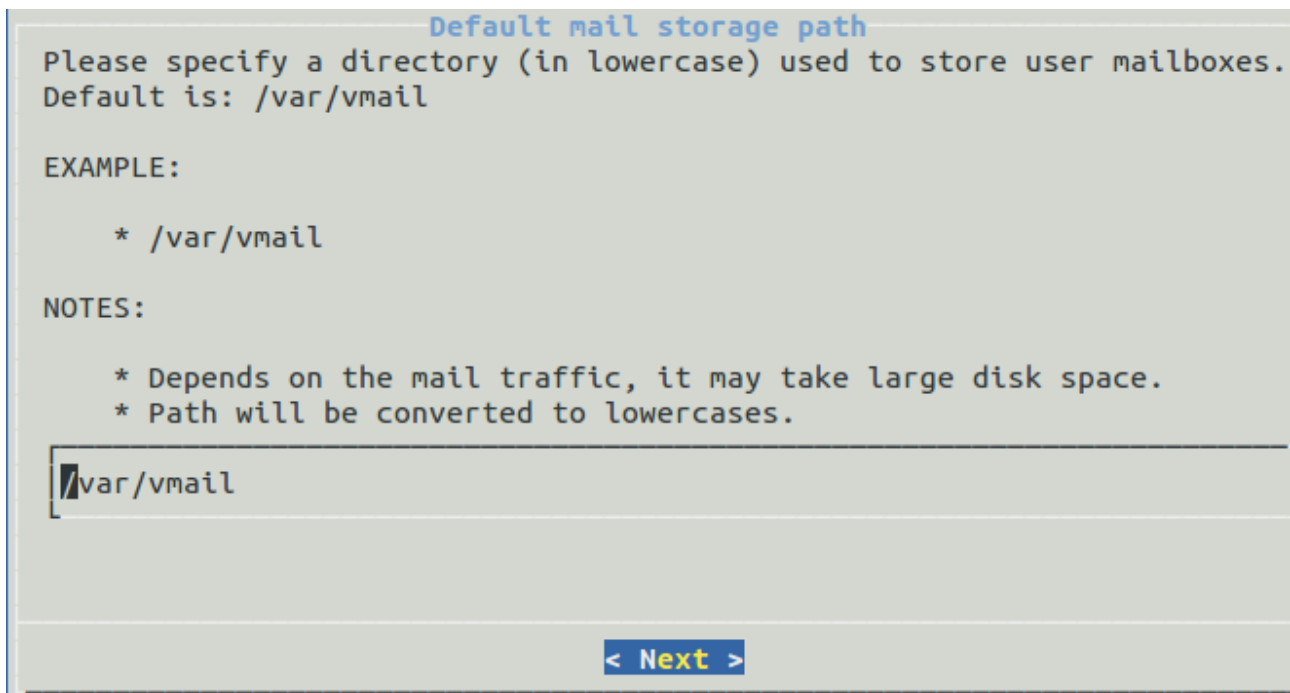 Default mail storage path
Please specify a directory (in lowercase) used to store user mailboxes.
Default is: /var/vmail
EXAMPLE:
* /var/vmail
NOTES:
* Depends on the mail traffic, it may take large disk space.
* Path will be converted to lowercases.
/var/vmail
< Next >